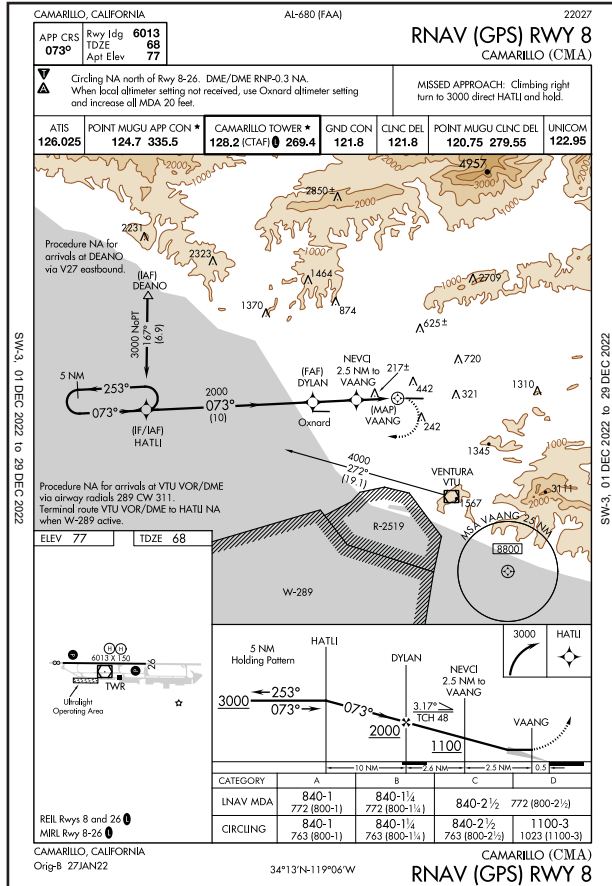 CAMARILLO, CALIFORNIA
AL-680 (FAA)
22027
APP CRS
073°
Rwy ldg 6013
TDZE 68
Apt Elev 77
RNAV (GPS) RWY 8
CAMARILLO (CMA)
T
A
Circling NA north of Rwy 8-26. DME/DME RNP-0.3 NA.
When local altimeter setting not received, use Oxnard altimeter setting
and increase all MDA 20 feet.
MISSED APPROACH: Climbing right
turn to 3000 direct HATLI and hold.
ATIS
126.025
POINT MUGU APP CON ★
124.7 335.5
CAMARILLO TOWER ★
128.2 (CTAF) L 269.4
GND CON
121.8
CLNC DEL
121.8
POINT MUGU CLNC DEL
120.75 279.55
UNICOM
122.95
4957
3000
2000
1000
2850±
2000
1000
2231
2323
1000
1464
1370
874
2709
2000
1000
625±
720
442
321
1310
242
217±
1345
3111
1567
Procedure NA for
arrivals at DEANO
via V27 eastbound.
(IAF)
DEANO
3000 NoPT
167°
(6.9)
5 NM
253°
073°
(IF/IAF)
HATLI
2000
073°
(10)
(FAF)
DYLAN
Oxnard
NEVCI
2.5 NM to
VAANG
(MAP)
VAANG
4000
272°
(19.1)
VENTURA
VTU
Procedure NA for arrivals at VTU VOR/DME
via airway radials 289 CW 311.
Terminal route VTU VOR/DME to HATLI NA
when W-289 active.
R-2519
W-289
MSA VAANG 25 NM
8800
SW-3, 01 DEC 2022 to 29 DEC 2022
SW-3, 01 DEC 2022 to 29 DEC 2022
ELEV 77
TDZE 68
8
6013 X 150
26
H H
P
P
TWR
Ultralight
Operating Area
REIL Rwys 8 and 26 L
MIRL Rwy 8-26 L
5 NM
Holding Pattern
HATLI
DYLAN
NEVCI
2.5 NM to
VAANG
VAANG
3000
HATLI
3000
253°
073°
073°
2000
3.17°
TCH 48
1100
10 NM
2.6 NM
2.5 NM
0.5
CATEGORY A B C D
LNAV MDA
840-1
772 (800-1)
840-1¼
772 (800-1¼)
840-2½ 772 (800-2½)
CIRCLING
840-1
763 (800-1)
840-1¼
763 (800-1¼)
840-2½
763 (800-2½)
1100-3
1023 (1100-3)
CAMARILLO, CALIFORNIA
Orig-B 27JAN22
34°13'N-119°06'W
CAMARILLO (CMA)
RNAV (GPS) RWY 8